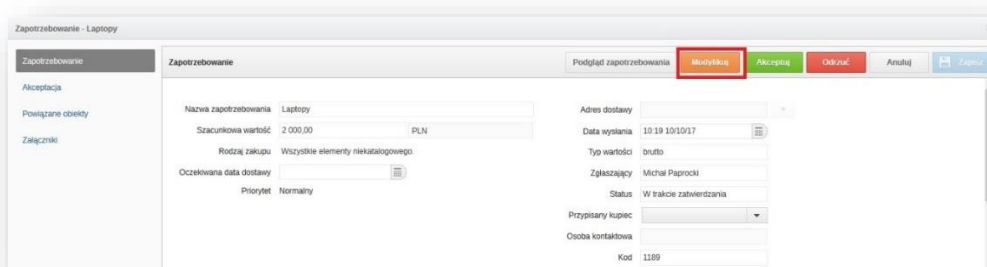 Zapotrzebowanie - Laptopy
Zapotrzebowanie
Akceptacja
Powiązane obiekty
Załączniki
Zapotrzebowanie
Podgląd zapotrzebowania
Modyfikuj
Akceptuj
Odrzuć
Anuluj
Zapisz
Nazwa zapotrzebowania Laptopy
Szacunkowa wartość 2 000,00 PLN
Rodzaj zakupu Wszystkie elementy niekatalogowego.
Oczekiwana data dostawy
Priorytet Normalny
Adres dostawy
Data wysłania 10:19 10/10/17
Typ wartości brutto
Zgłaszający Michał Paprocki
Status W trakcie zatwierdzania
Przypisany kupiec
Osoba kontaktowa
Kod 1189